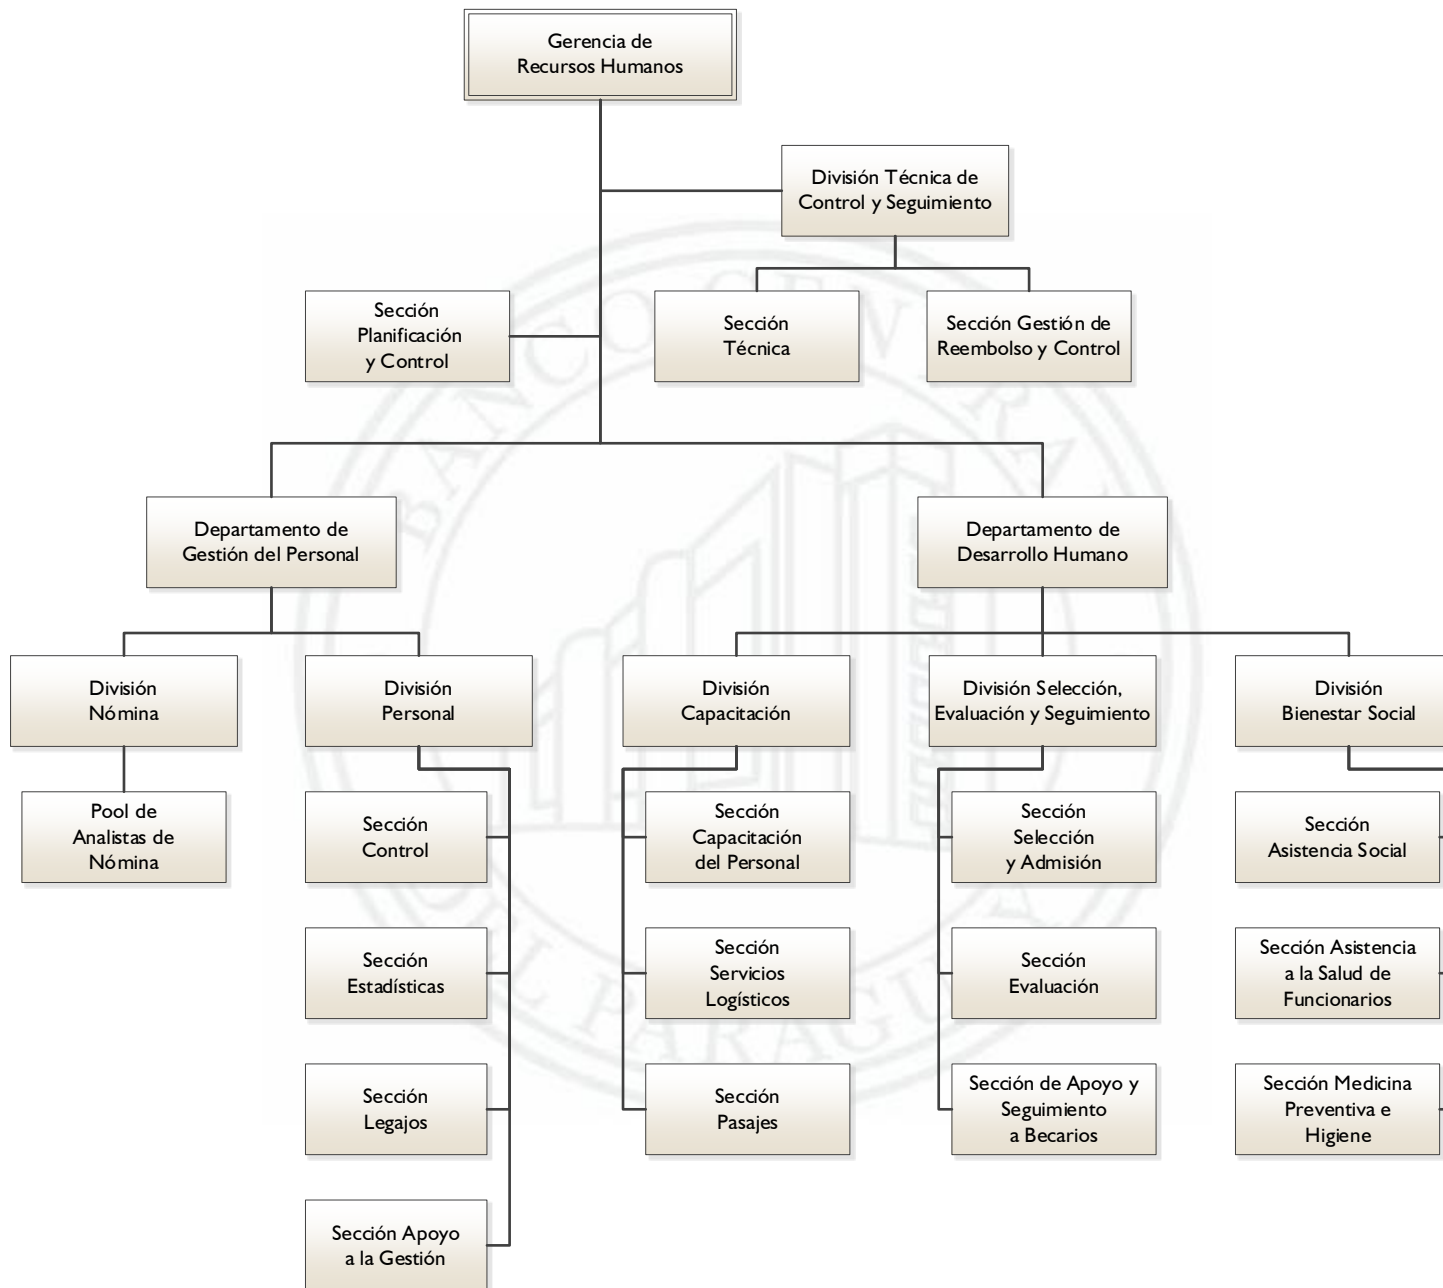 Gerencia de
Recursos Humanos
División Técnica de
Control y Seguimiento
Sección
Planificación
y Control
Sección
Técnica
Sección Gestión de
Reembolso y Control
Departamento de
Gestión del Personal
Departamento de
Desarrollo Humano
División
Nómina
División
Personal
División
Capacitación
División Selección,
Evaluación y Seguimiento
División
Bienestar Social
Pool de
Analistas de
Nómina
Sección
Control
Sección
Capacitación
del Personal
Sección
Selección
y Admisión
Sección
Asistencia Social
Sección
Estadísticas
Sección
Servicios
Logísticos
Sección
Evaluación
Sección Asistencia
a la Salud de
Funcionarios
Sección
Legajos
Sección
Pasajes
Sección de Apoyo y
Seguimiento
a Becarios
Sección Medicina
Preventiva e
Higiene
Sección Apoyo
a la Gestión
BANCO CENTRAL
DEL PARAGUAY